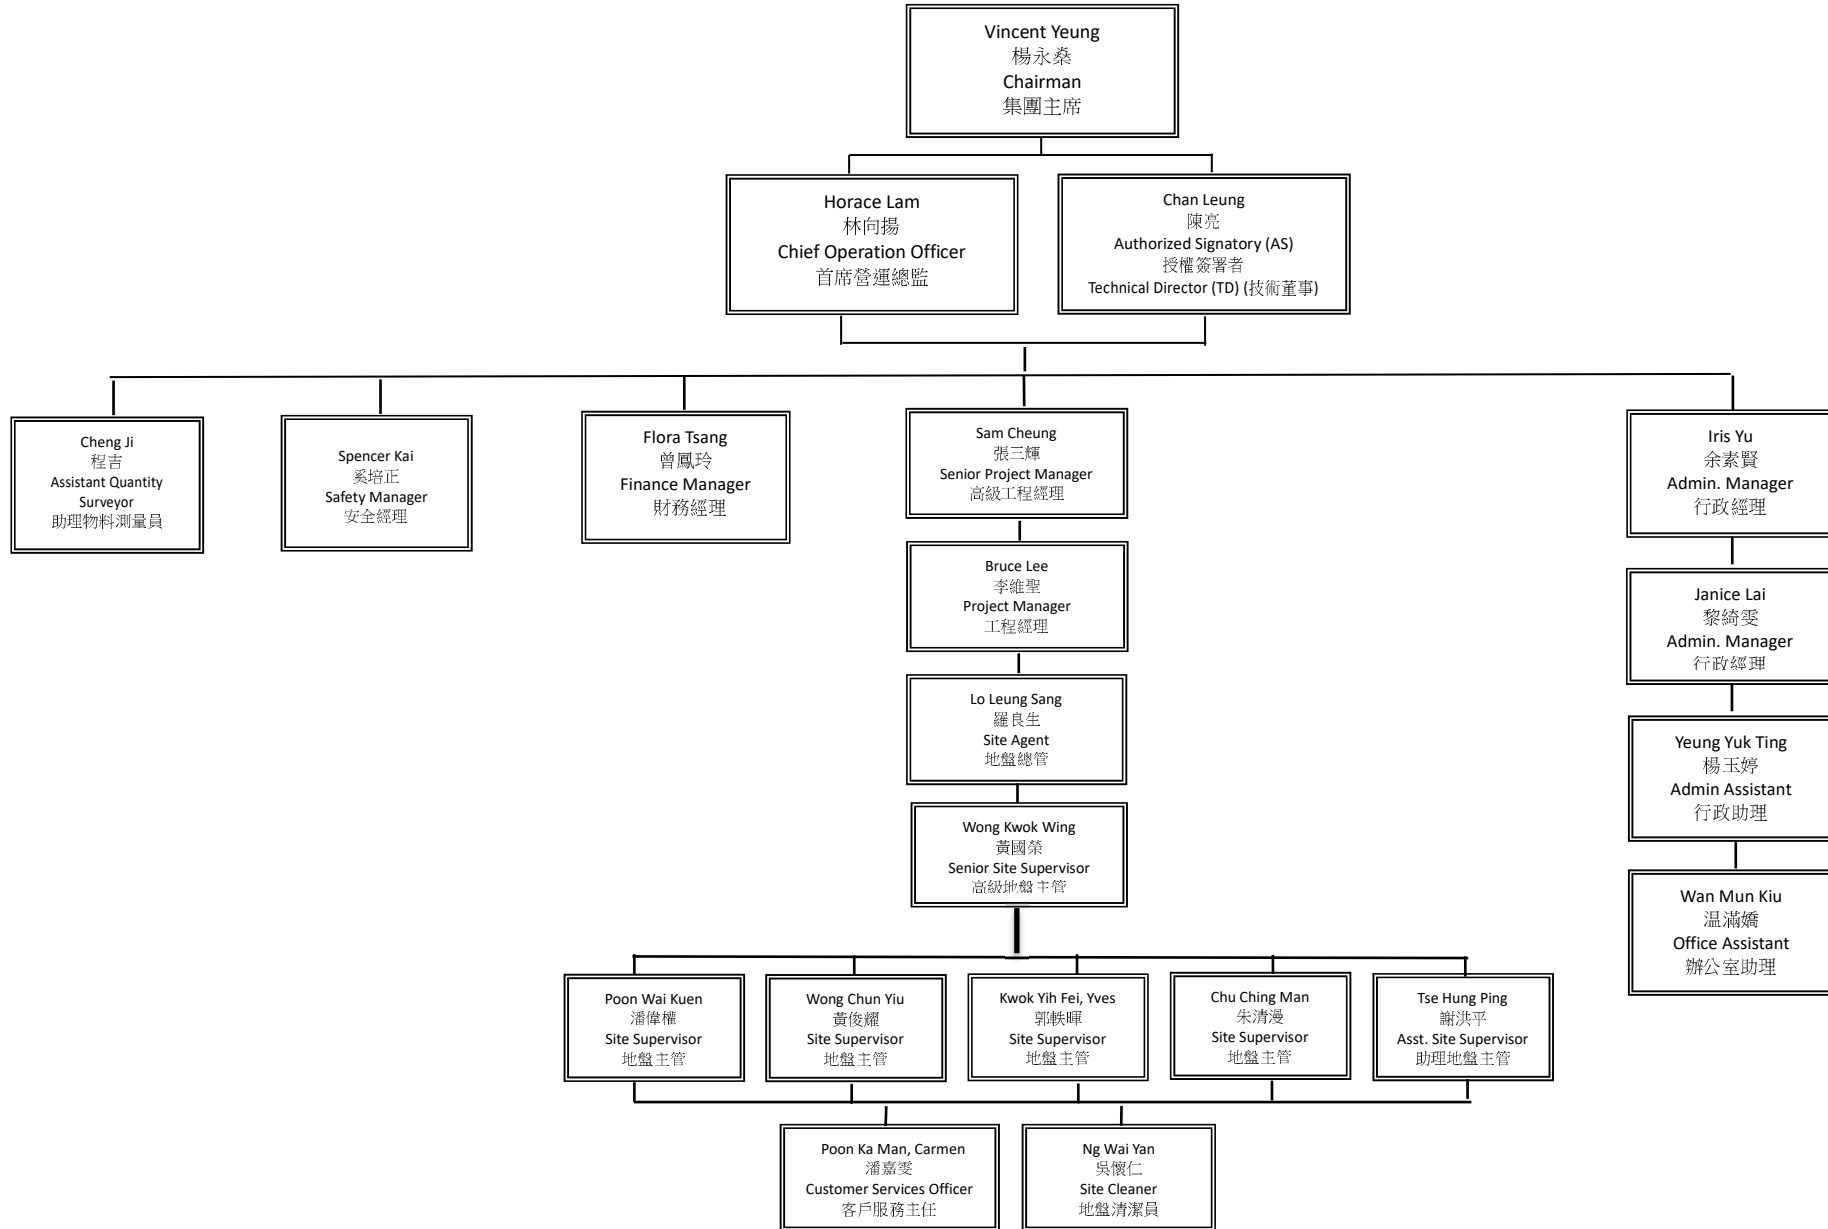 Vincent Yeung
楊永燊
Chairman
集團主席
Horace Lam
林向揚
Chief Operation Officer
首席營運總監
Chan Leung
陳亮
Authorized Signatory (AS)
授權簽署者
Technical Director (TD) (技術董事)
Cheng Ji
程吉
Assistant Quantity
Surveyor
助理物料測量員
Spencer Kai
奚培正
Safety Manager
安全經理
Flora Tsang
曾鳳玲
Finance Manager
財務經理
Sam Cheung
張三輝
Senior Project Manager
高級工程經理
Iris Yu
余素賢
Admin. Manager
行政經理
Bruce Lee
李維聖
Project Manager
工程經理
Janice Lai
黎綺雯
Admin. Manager
行政經理
Lo Leung Sang
羅良生
Site Agent
地盤總管
Yeung Yuk Ting
楊玉婷
Admin Assistant
行政助理
Wong Kwok Wing
黃國榮
Senior Site Supervisor
高級地盤主管
Wan Mun Kiu
温滿嬌
Office Assistant
辦公室助理
Poon Wai Kuen
潘偉權
Site Supervisor
地盤主管
Wong Chun Yiu
黃俊耀
Site Supervisor
地盤主管
Kwok Yih Fei, Yves
郭軼暉
Site Supervisor
地盤主管
Chu Ching Man
朱清漫
Site Supervisor
地盤主管
Tse Hung Ping
謝洪平
Asst. Site Supervisor
助理地盤主管
Poon Ka Man, Carmen
潘嘉雯
Customer Services Officer
客戶服務主任
Ng Wai Yan
吳懷仁
Site Cleaner
地盤清潔員